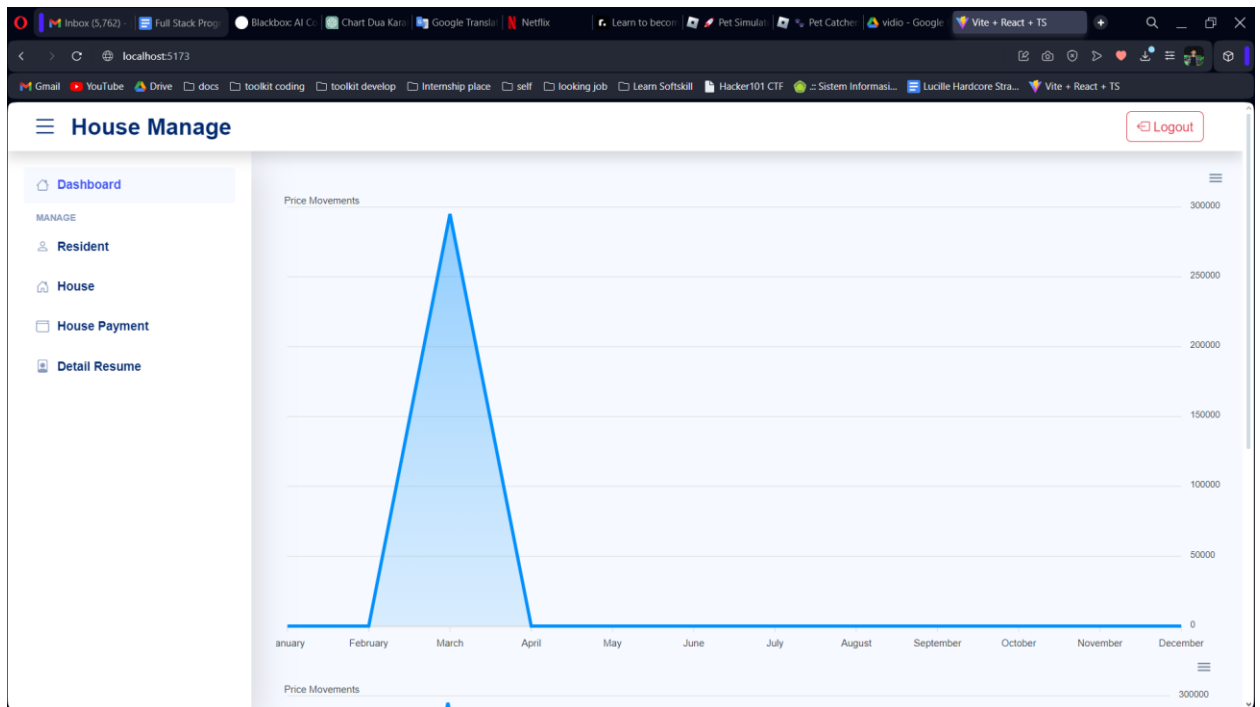 Inbox (5,762) -
Full Stack Progr
Blackbox: AI Co
Chart Dua Kara
Google Translat
Netflix
r. Learn to becom
Pet Simulat
Pet Catcher
vidio - Google
Vite + React + TS
localhost:5173
Gmail
YouTube
Drive
docs
toolkit coding
toolkit develop
Internship place
self
looking job
Learn Softskill
Hacker101 CTF
.:: Sistem Informasi...
Lucille Hardcore Stra...
Vite + React + TS
House Manage
Logout
Dashboard
MANAGE
Resident
House
House Payment
Detail Resume
Price Movements
300000
250000
200000
150000
100000
50000
0
anuary February March April May June July August September October November December
Price Movements
300000